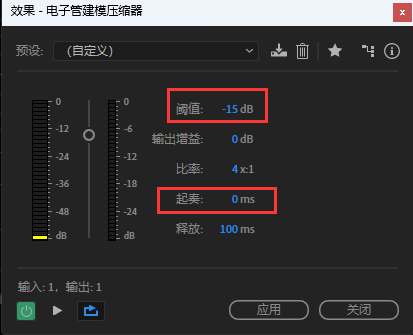 效果 - 电子管建模压缩器
预设: (自定义)
0 0
-12 -6
-24 -12
-36 -18
-48 -24
dB dB
阈值: -15 dB
输出增益: 0 dB
比率: 4 x:1
起奏: 0 ms
释放: 100 ms
输入: 1, 输出: 1
应用 关闭